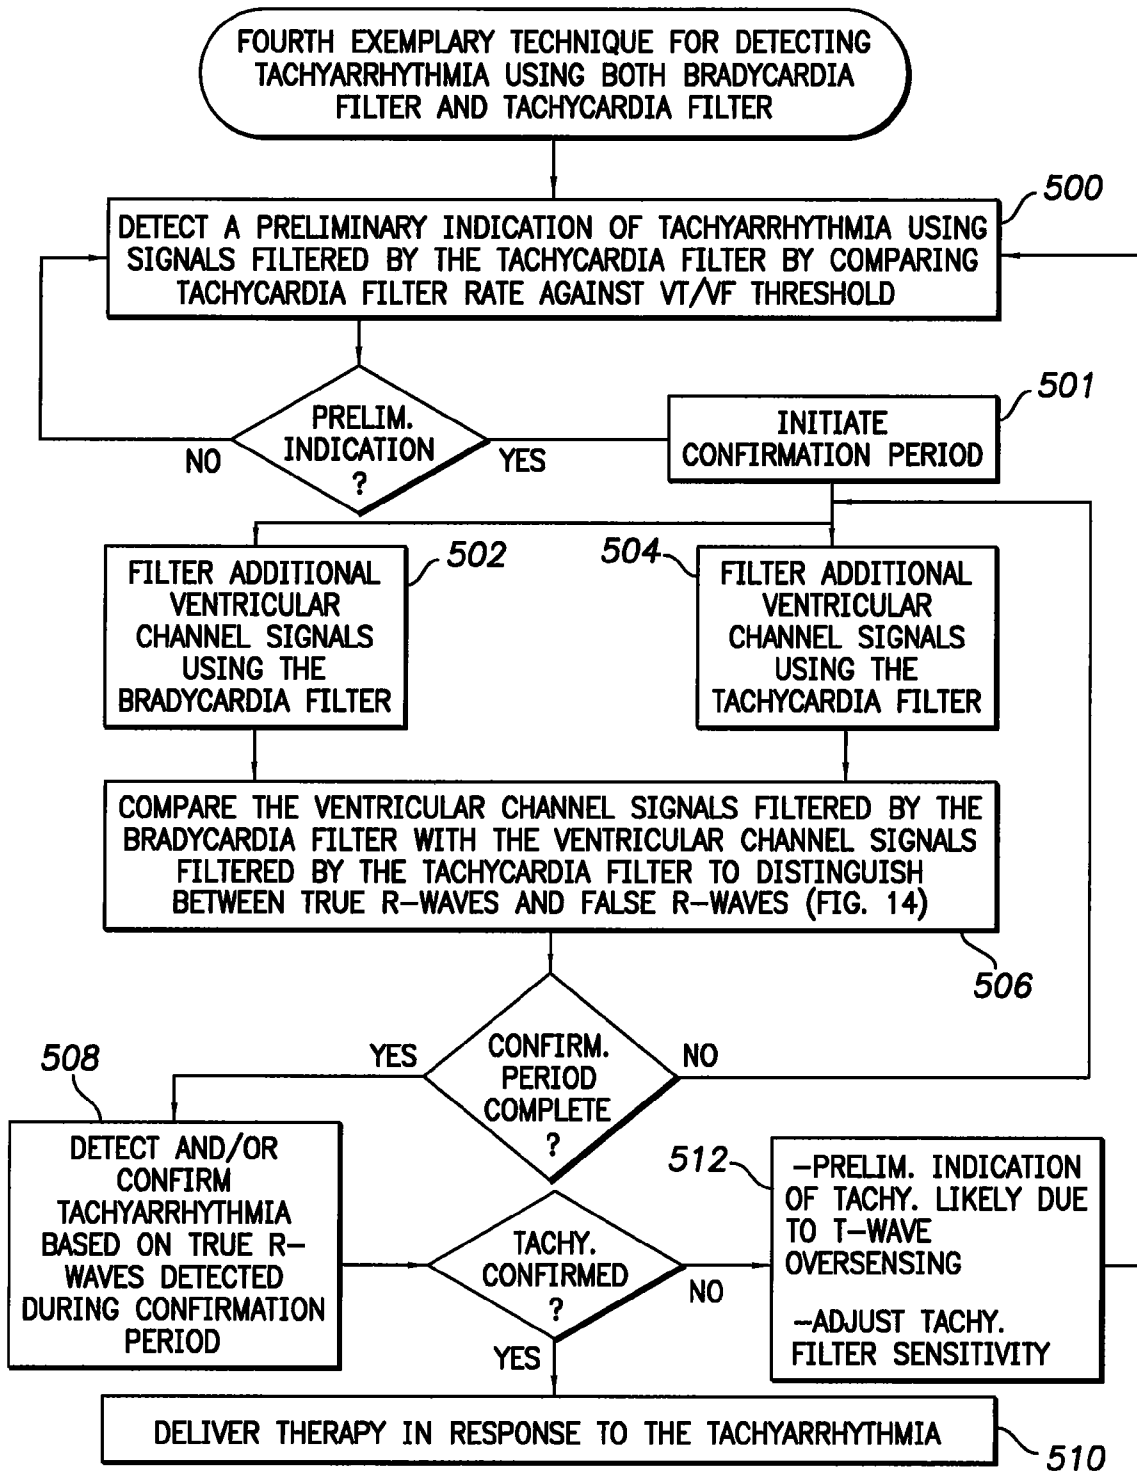 FOURTH EXEMPLARY TECHNIQUE FOR DETECTING
TACHYARRHYTHMIA USING BOTH BRADYCARDIA
FILTER AND TACHYCARDIA FILTER
500
DETECT A PRELIMINARY INDICATION OF TACHYARRHYTHMIA USING
SIGNALS FILTERED BY THE TACHYCARDIA FILTER BY COMPARING
TACHYCARDIA FILTER RATE AGAINST VT/VF THRESHOLD
PRELIM.
INDICATION
?
NO
YES
501
INITIATE
CONFIRMATION PERIOD
502
FILTER ADDITIONAL
VENTRICULAR
CHANNEL SIGNALS
USING THE
BRADYCARDIA FILTER
504
FILTER ADDITIONAL
VENTRICULAR
CHANNEL SIGNALS
USING THE
TACHYCARDIA FILTER
COMPARE THE VENTRICULAR CHANNEL SIGNALS FILTERED BY THE
BRADYCARDIA FILTER WITH THE VENTRICULAR CHANNEL SIGNALS
FILTERED BY THE TACHYCARDIA FILTER TO DISTINGUISH
BETWEEN TRUE R-WAVES AND FALSE R-WAVES (FIG. 14)
506
CONFIRM.
PERIOD
COMPLETE
?
YES
NO
508
DETECT AND/OR
CONFIRM
TACHYARRHYTHMIA
BASED ON TRUE R-
WAVES DETECTED
DURING CONFIRMATION
PERIOD
TACHY.
CONFIRMED
?
NO
YES
512
-PRELIM. INDICATION
OF TACHY. LIKELY DUE
TO T-WAVE
OVERSENSING
-ADJUST TACHY.
FILTER SENSITIVITY
DELIVER THERAPY IN RESPONSE TO THE TACHYARRHYTHMIA
510